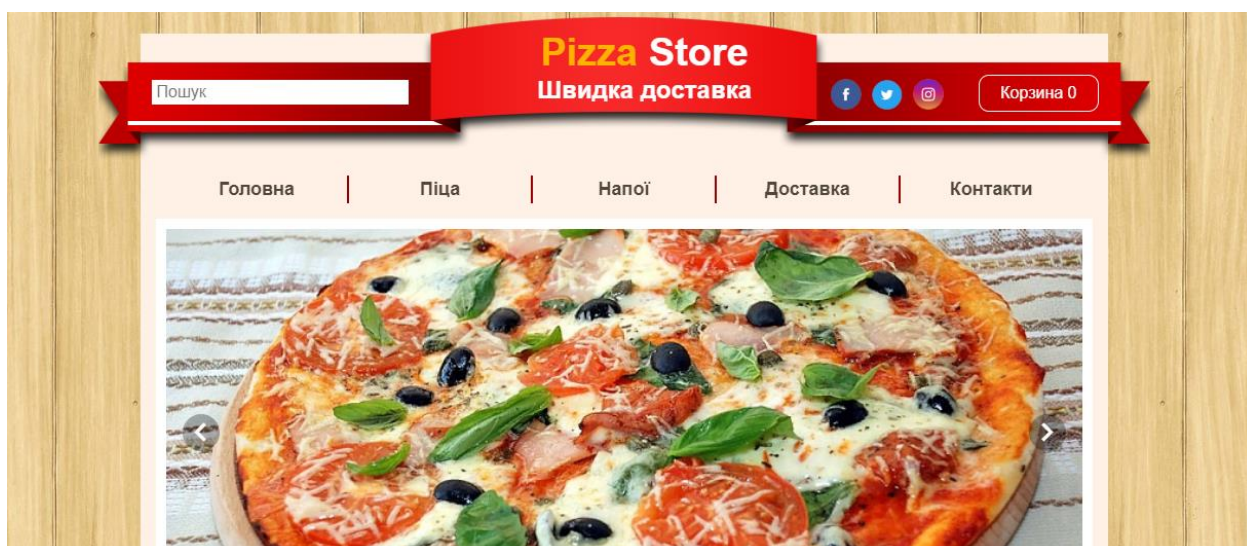 Pizza Store
Швидка доставка
Пошук
Корзина 0
Головна
Піца
Напої
Доставка
Контакти